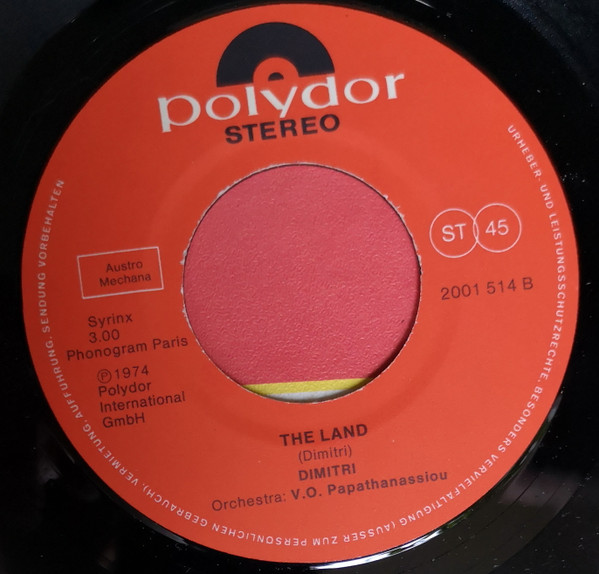 polydor
STEREO
ST 45
2001 514 B
Austro
Mechana
Syrinx
3.00
Phonogram Paris
℗ 1974
Polydor
International
GmbH
THE LAND
(Dimitri)
DIMITRI
Orchestra: V.O. Papathanassiou
URHEBER- UND LEISTUNGSSCHUTZRECHTE, BESONDERS VERVIELFÄLTIGUNG (AUSSER ZUM PERSÖNLICHEN GEBRAUCH), VERMIETUNG, AUFFÜHRUNG, SENDUNG VORBEHALTEN